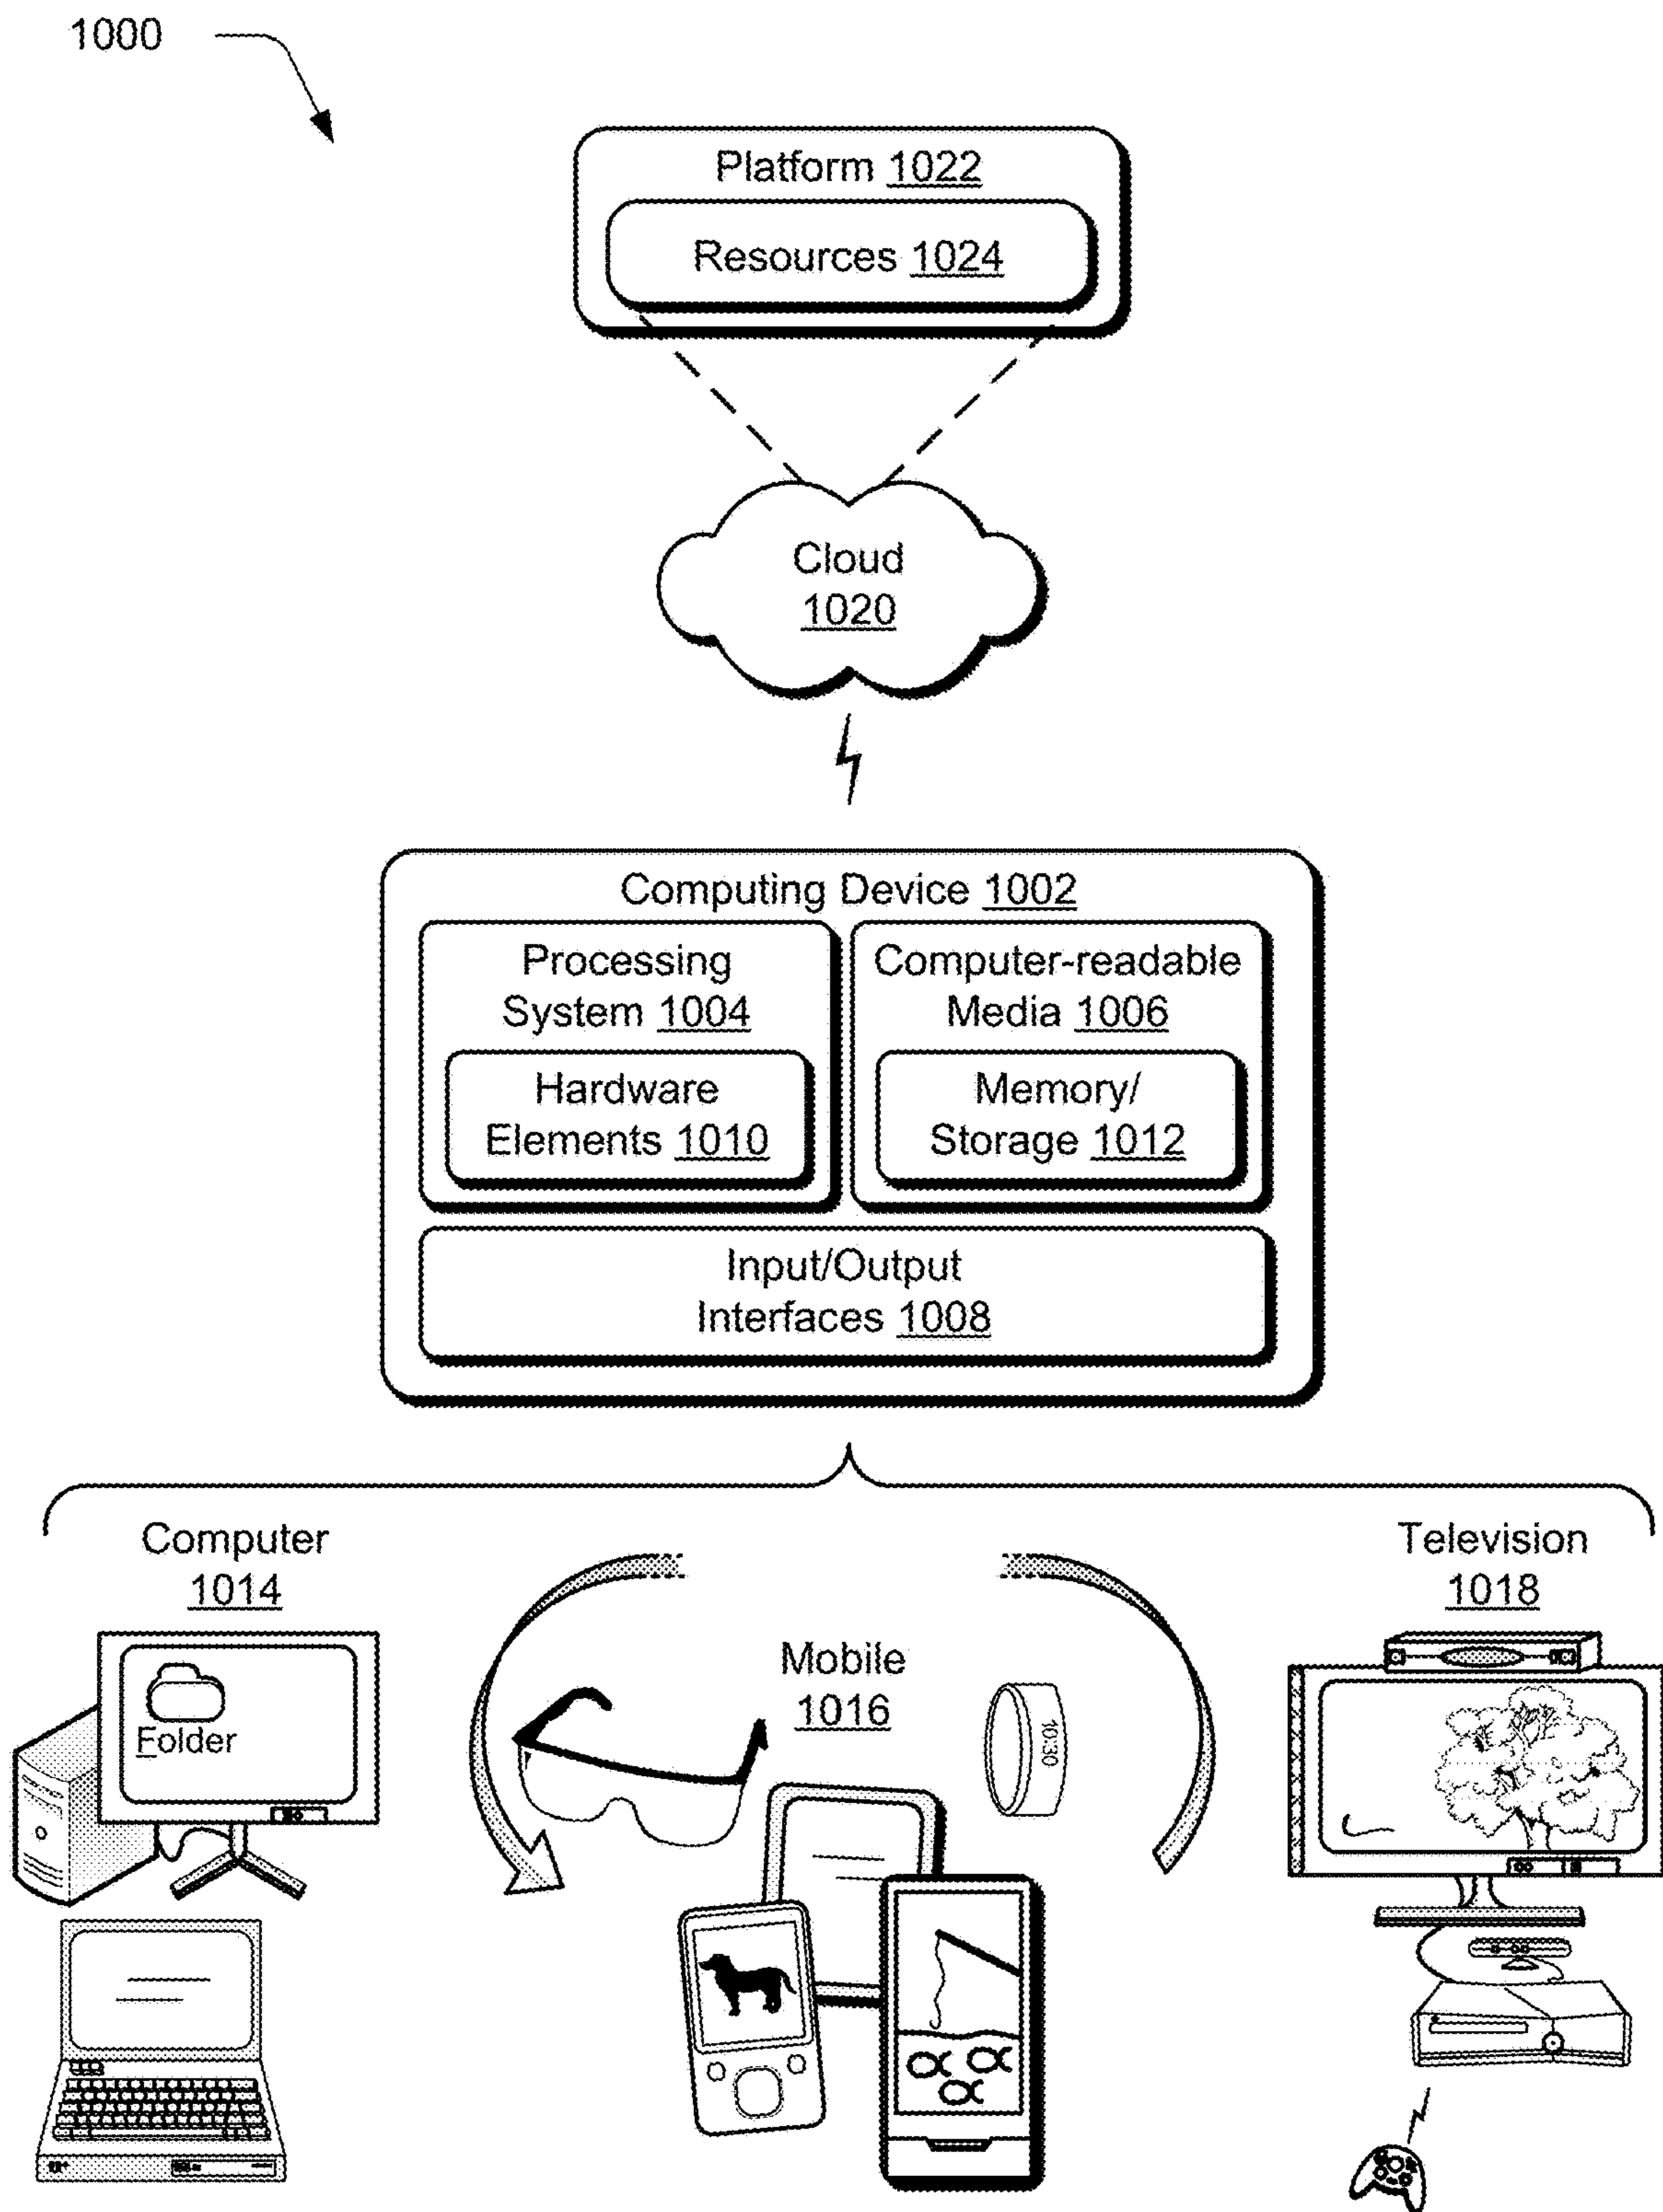 1000
Platform 1022
Resources 1024
Cloud
1020
Computing Device 1002
Processing
System 1004
Hardware
Elements 1010
Computer-readable
Media 1006
Memory/
Storage 1012
Input/Output
Interfaces 1008
Computer
1014
Folder
Mobile
1016
10:30
Television
1018